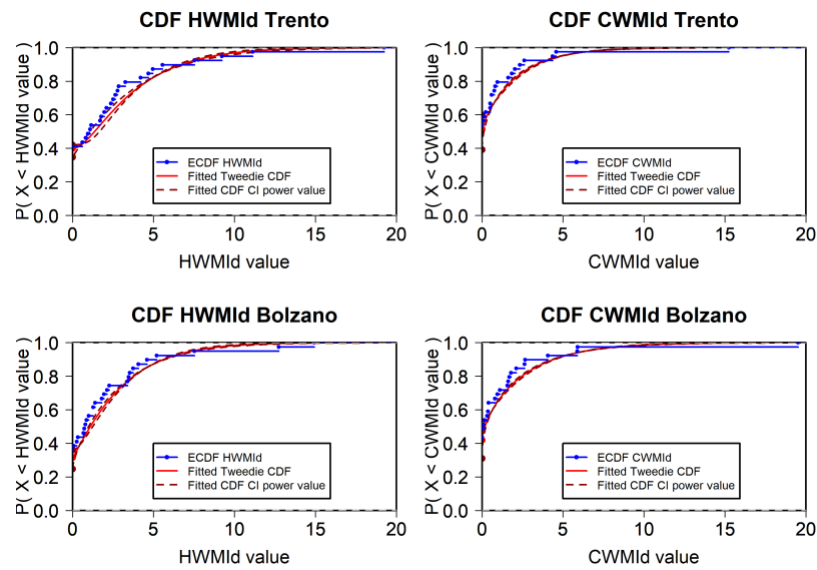 CDF HWMId Trento
P( X < HWMId value )
1.0
0.8
0.6
0.4
0.2
0.0
ECDF HWMId
Fitted Tweedie CDF
Fitted CDF CI power value
0 5 10 15 20
HWMId value
CDF CWMId Trento
P( X < CWMId value )
1.0
0.8
0.6
0.4
0.2
0.0
ECDF CWMId
Fitted Tweedie CDF
Fitted CDF CI power value
0 5 10 15 20
CWMId value
CDF HWMId Bolzano
P( X < HWMId value )
1.0
0.8
0.6
0.4
0.2
0.0
ECDF HWMId
Fitted Tweedie CDF
Fitted CDF CI power value
0 5 10 15 20
HWMId value
CDF CWMId Bolzano
P( X < CWMId value )
1.0
0.8
0.6
0.4
0.2
0.0
ECDF CWMId
Fitted Tweedie CDF
Fitted CDF CI power value
0 5 10 15 20
CWMId value